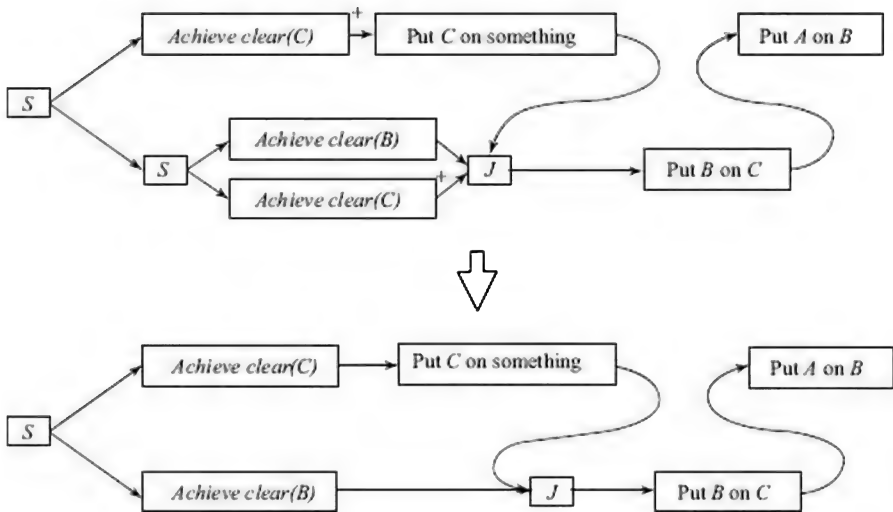 Achieve clear(C)
+
Put C on something
Put A on B
S
S
Achieve clear(B)
Achieve clear(C)
+
J
Put B on C
Achieve clear(C)
Put C on something
Put A on B
S
Achieve clear(B)
J
Put B on C